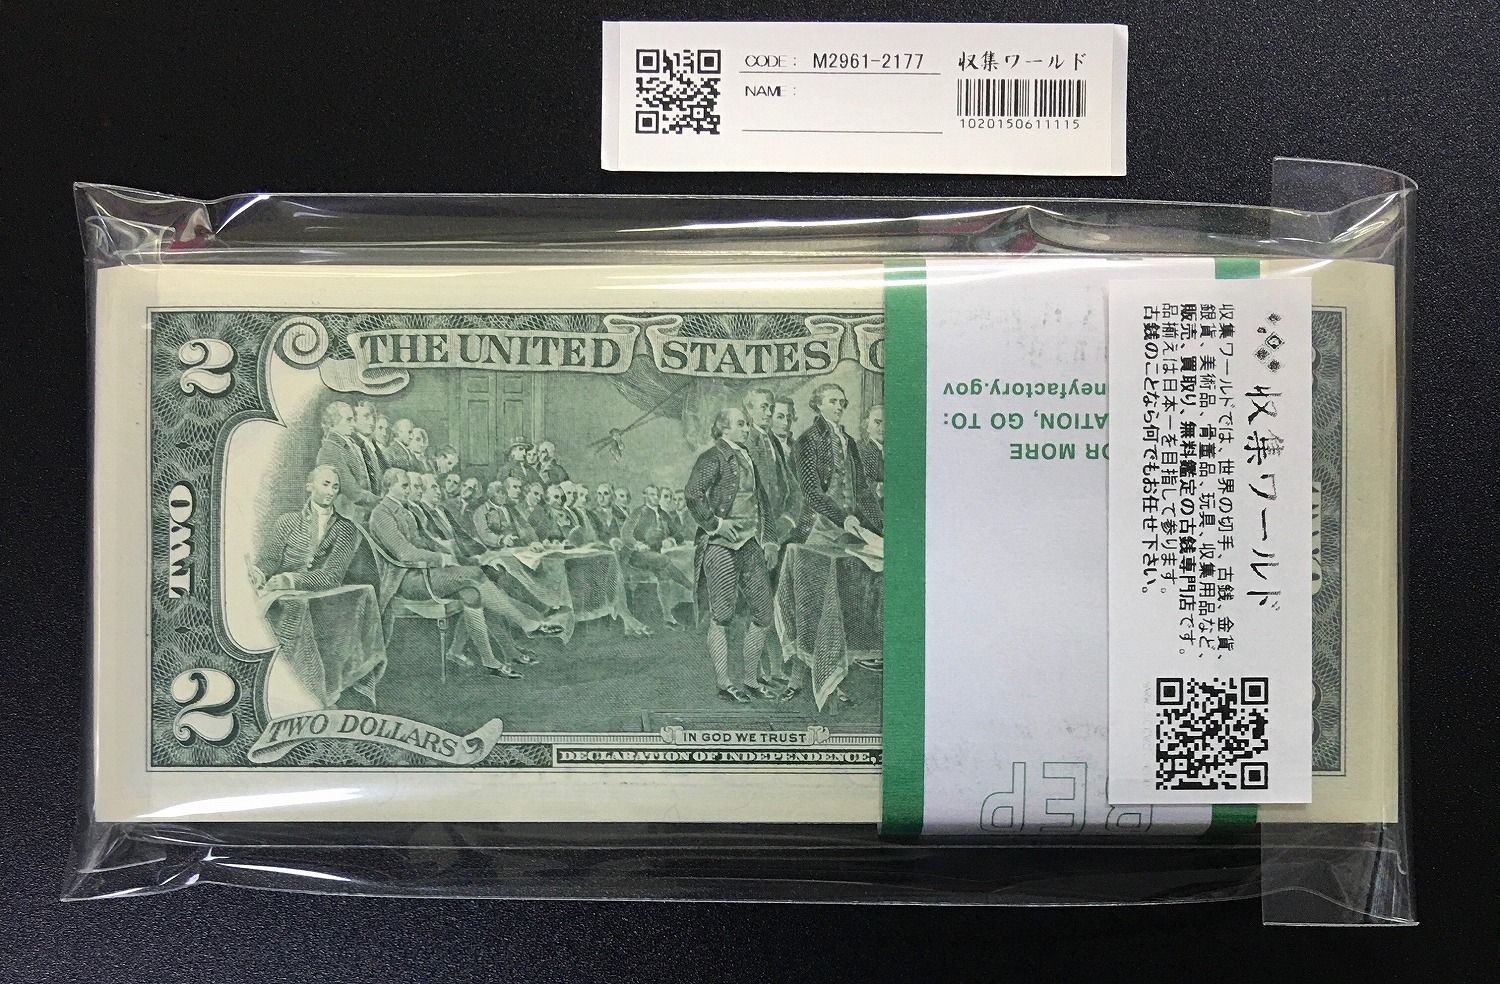 CODE: M2961-2177
NAME:
収集ワールド
1020150611115
2
THE UNITED STATES
TWO
2
TWO DOLLARS
IN GOD WE TRUST
DECLARATION OF INDEPENDENCE,
OR MORE
ATION, GO TO:
neyfactory.gov
BEP
収集ワールド
収集ワールドでは、世界の切手、古銭、金貨、
銀貨、美術品、骨董品、玩具、収集用品など、
販売、買取り、無料鑑定の古銭専門店です。
品揃えは日本一を目指して参ります。
古銭のことなら何でもお任せ下さい。